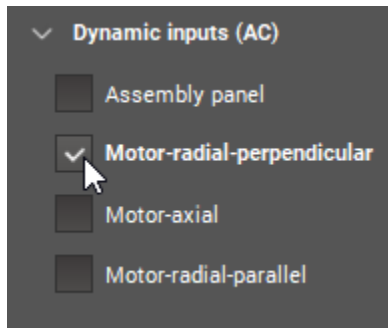 Dynamic inputs (AC)
Assembly panel
Motor-radial-perpendicular
Motor-axial
Motor-radial-parallel